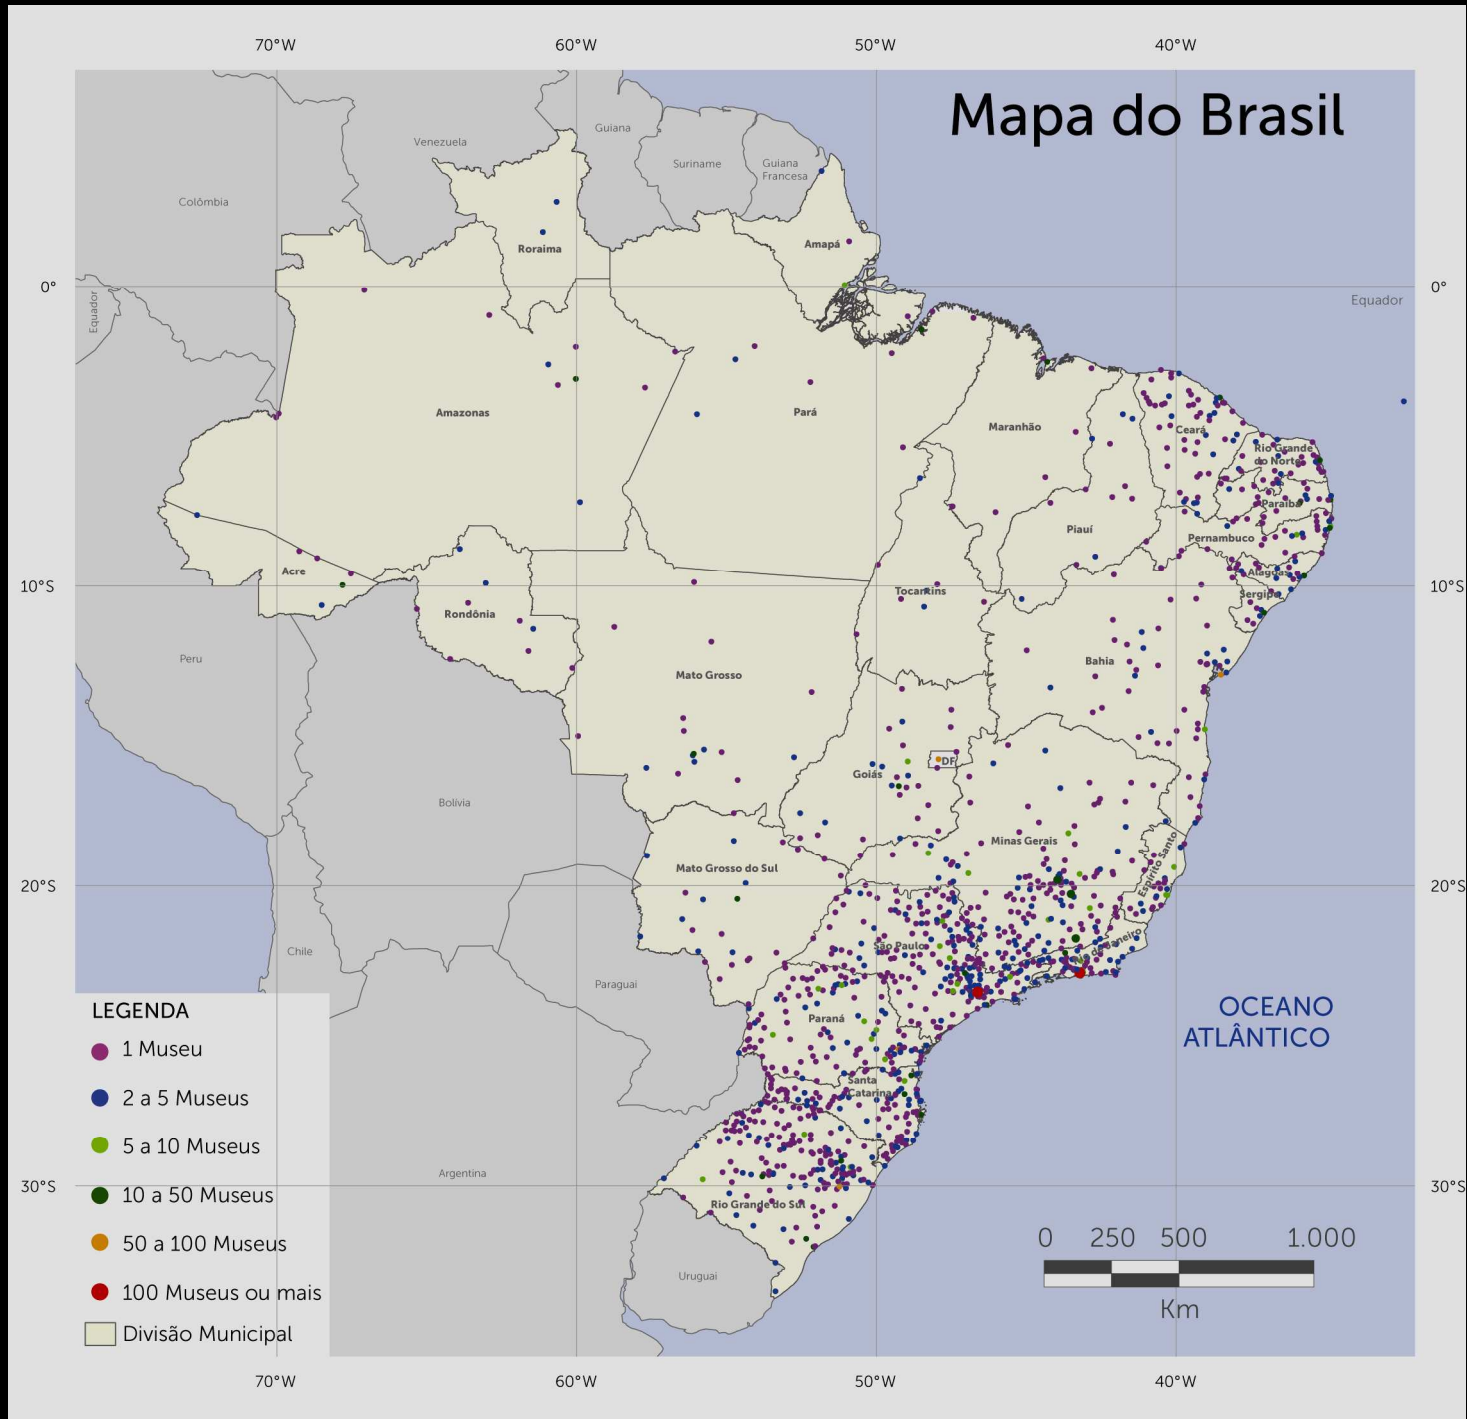 70°W 60°W 50°W 40°W
Mapa do Brasil
Guiana
Venezuela
Suriname
Guiana
Francesa
Colômbia
Amapá
Roraima
0° 0°
Equador
Equador
Amazonas
Pará
Maranhão
Ceará
Rio Grande
do Norte
Paraíba
Piauí
Pernambuco
Acre
Alagoas
10°S 10°S
Tocantins
Sergipe
Rondônia
Peru
Bahia
Mato Grosso
DF
Goiás
Bolívia
Minas Gerais
Espírito Santo
Mato Grosso do Sul
20°S 20°S
São Paulo
Rio de Janeiro
Chile
Paraguai
LEGENDA
OCEANO
ATLÂNTICO
Paraná
1 Museu
Santa
Catarina
2 a 5 Museus
5 a 10 Museus
Argentina
30°S 30°S
10 a 50 Museus
Rio Grande do Sul
50 a 100 Museus
0 250 500 1.000
Uruguai
100 Museus ou mais
Km
Divisão Municipal
70°W 60°W 50°W 40°W